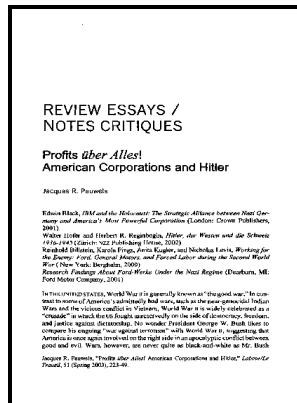 REVIEW ESSAYS /
NOTES CRITIQUES
Profits über Alles!
American Corporations and Hitler
Jacques R. Pauwels
Edwin Black, IBM and the Holocaust: The Strategic Alliance between Nazi Ger-
many and America's Most Powerful Corporation (London: Crown Publishers,
2001)
Walter Hofer and Herbert R. Reginbogin, Hitler, der Westen und die Schweiz
1936-1945 (Zürich: NZZ Publishing House, 2002)
Reinhold Billstein, Karola Fings, Anita Kugler, and Nicholas Levis, Working for
the Enemy: Ford, General Motors, and Forced Labor during the Second World
War (New York: Berghahn, 2000)
Research Findings About Ford-Werke Under the Nazi Regime (Dearborn, MI:
Ford Motor Company, 2001)
IN THE UNITED STATES, World War II is generally known as "the good war." In con-
trast to some of America's admittedly bad wars, such as the near-genocidal Indian
Wars and the vicious conflict in Vietnam, World War II is widely celebrated as a
"crusade" in which the US fought unreservedly on the side of democracy, freedom,
and justice against dictatorship. No wonder President George W. Bush likes to
compare his ongoing "war against terrorism" with World War II, suggesting that
America is once again involved on the right side in an apocalyptic conflict between
good and evil. Wars, however, are never quite as black-and-white as Mr. Bush
Jacques R. Pauwels, "Profits über Alles! American Corporations and Hitler," Labour/Le
Travail, 51 (Spring 2003), 223-49.